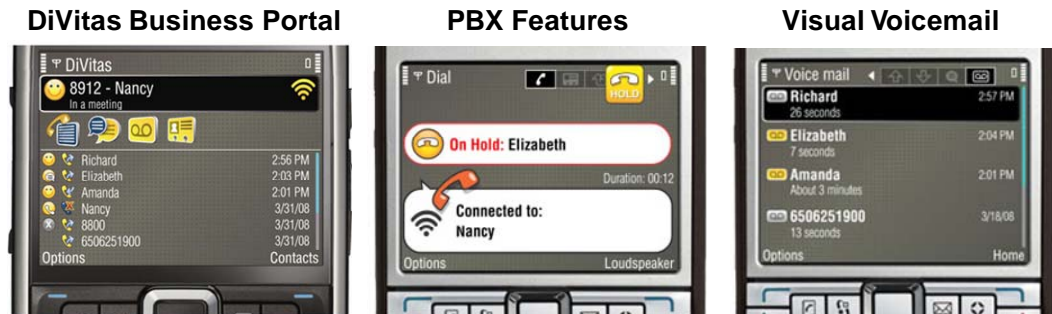 DiVitas Business Portal
PBX Features
Visual Voicemail
DiVitas
8912 - Nancy
In a meeting
Richard 2:56 PM
Elizabeth 2:03 PM
Amanda 2:01 PM
Nancy 3/31/08
8800 3/31/08
6506251900 3/31/08
Options Contacts
Dial
HOLD
On Hold: Elizabeth
Duration: 00:12
Connected to:
Nancy
Options Loudspeaker
Voice mail
Richard 2:57 PM
26 seconds
Elizabeth 2:04 PM
7 seconds
Amanda 2:01 PM
About 3 minutes
6506251900 3/18/08
13 seconds
Options Home